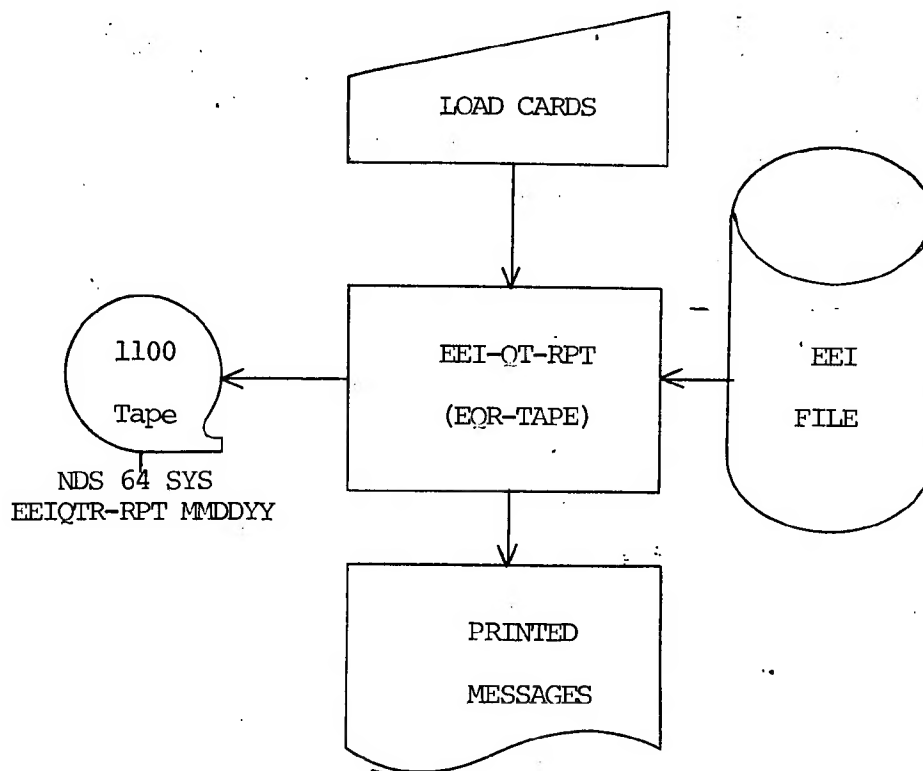 LOAD CARDS
1100
Tape
NDS 64 SYS
EEIQTR-RPT MMDDYY
EEI-QT-RPT
(EQR-TAPE)
EEI
FILE
PRINTED
MESSAGES